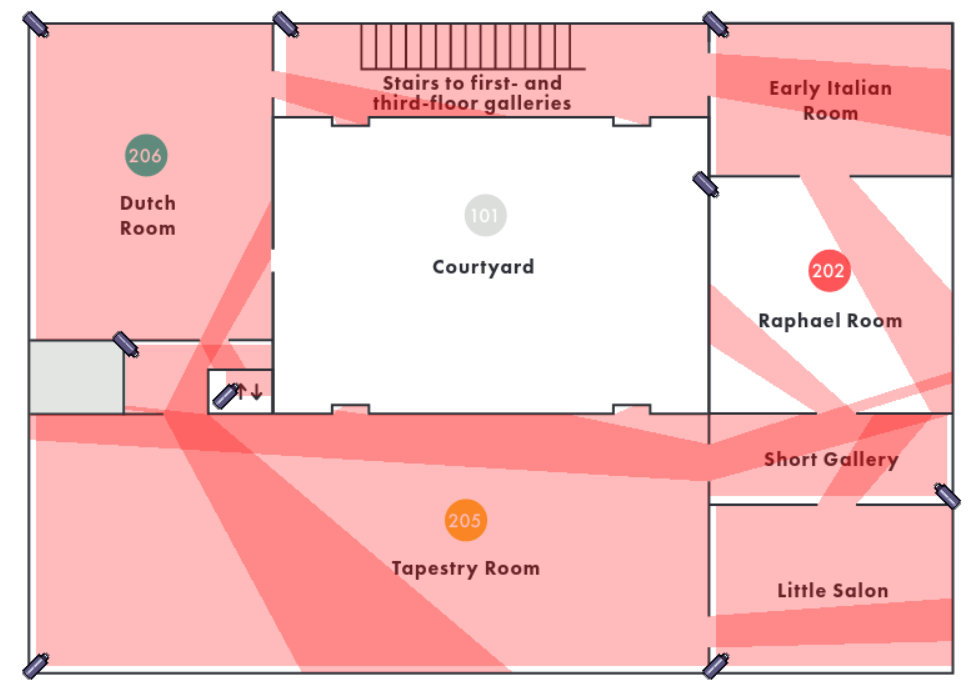 Stairs to first- and
third-floor galleries
Early Italian
Room
206
Dutch
Room
101
Courtyard
202
Raphael Room
↑↓
Short Gallery
205
Tapestry Room
Little Salon